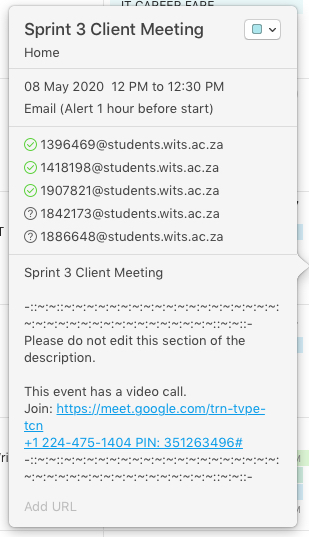 IT CAREER FARE
Sprint 3 Client Meeting
Home
08 May 2020 12 PM to 12:30 PM
Email (Alert 1 hour before start)
1396469@students.wits.ac.za
1418198@students.wits.ac.za
1907821@students.wits.ac.za
1842173@students.wits.ac.za
1886648@students.wits.ac.za
Sprint 3 Client Meeting
-::~:~::~:~:~:~:~:~:~:~:~:~:~:~:~:~:~:~:~:~:~:~:
~:~:~:~:~:~:~:~:~:~:~:~:~:~:~:~:~:~::~:~::-
Please do not edit this section of the
description.
This event has a video call.
Join: https://meet.google.com/trn-tvpe-
tcn
+1 224-475-1404 PIN: 351263496#
-::~:~::~:~:~:~:~:~:~:~:~:~:~:~:~:~:~:~:~:~:~:~:
~:~:~:~:~:~:~:~:~:~:~:~:~:~:~:~:~:~::~:~::-
Add URL